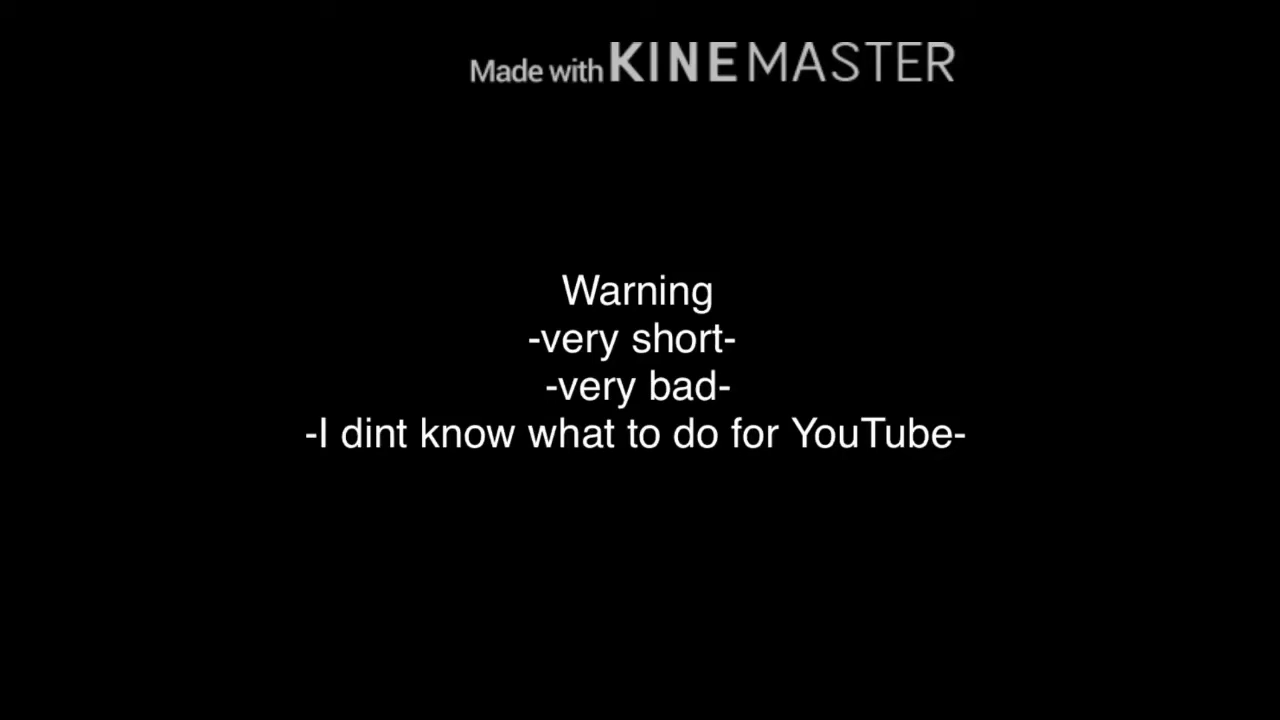 Made with KINEMASTER
Warning
-very short-
-very bad-
-I dint know what to do for YouTube-